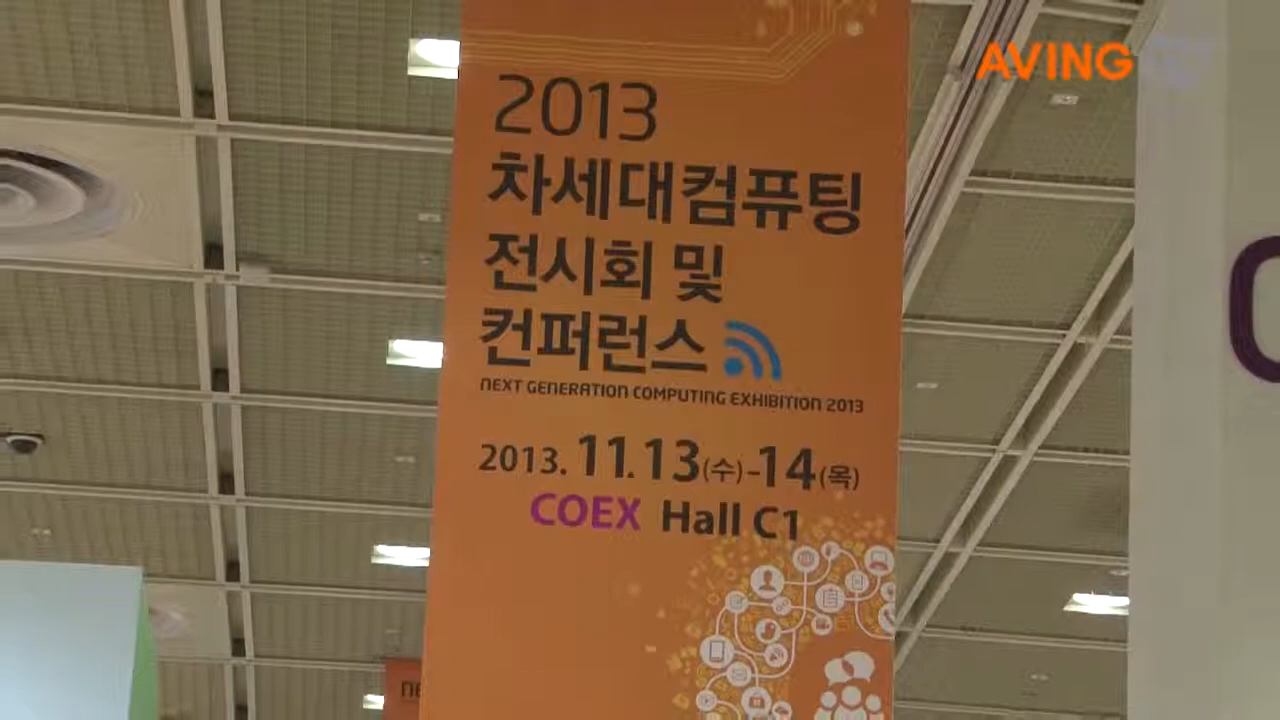 AVING
2013
차세대컴퓨팅
전시회 및
컨퍼런스
NEXT GENERATION COMPUTING EXHIBITION 2013
2013. 11. 13(수)-14(목)
COEX Hall C1